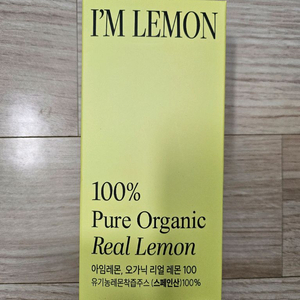 I'M LEMON
100%
Pure Organic
Real Lemon
아임레몬, 오가닉 리얼 레몬 100
유기농레몬착즙주스 (스페인산)100%